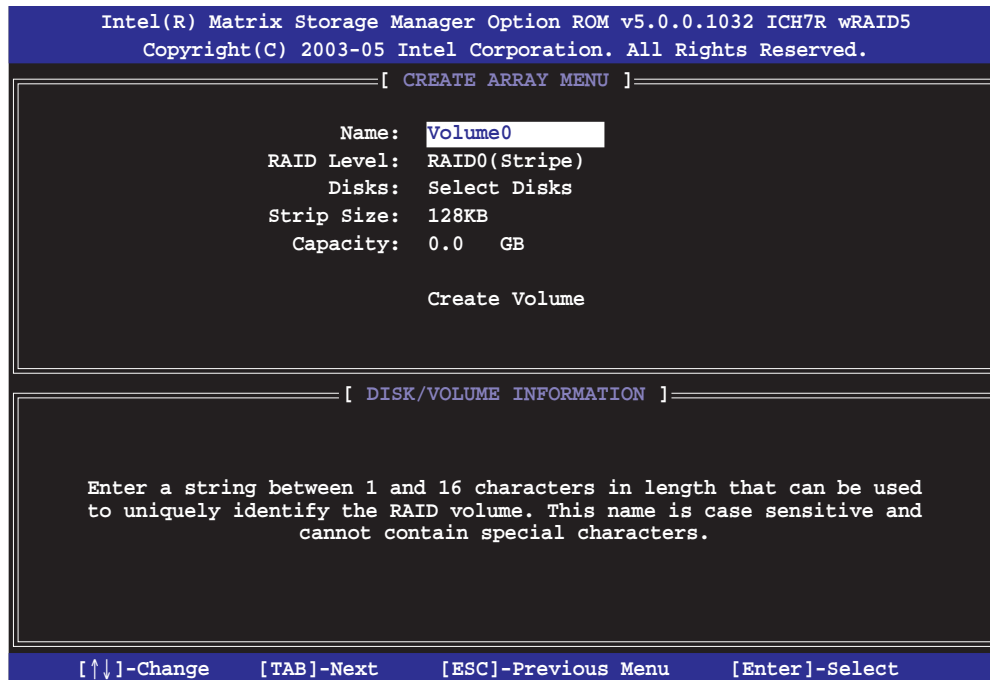 Intel(R) Matrix Storage Manager Option ROM v5.0.0.1032 ICH7R wRAID5
Copyright(C) 2003-05 Intel Corporation. All Rights Reserved.
[ CREATE ARRAY MENU ]
Name: Volume0
RAID Level: RAID0(Stripe)
Disks: Select Disks
Strip Size: 128KB
Capacity: 0.0 GB
Create Volume
[ DISK/VOLUME INFORMATION ]
Enter a string between 1 and 16 characters in length that can be used
to uniquely identify the RAID volume. This name is case sensitive and
cannot contain special characters.
[↑↓]-Change [TAB]-Next [ESC]-Previous Menu [Enter]-Select